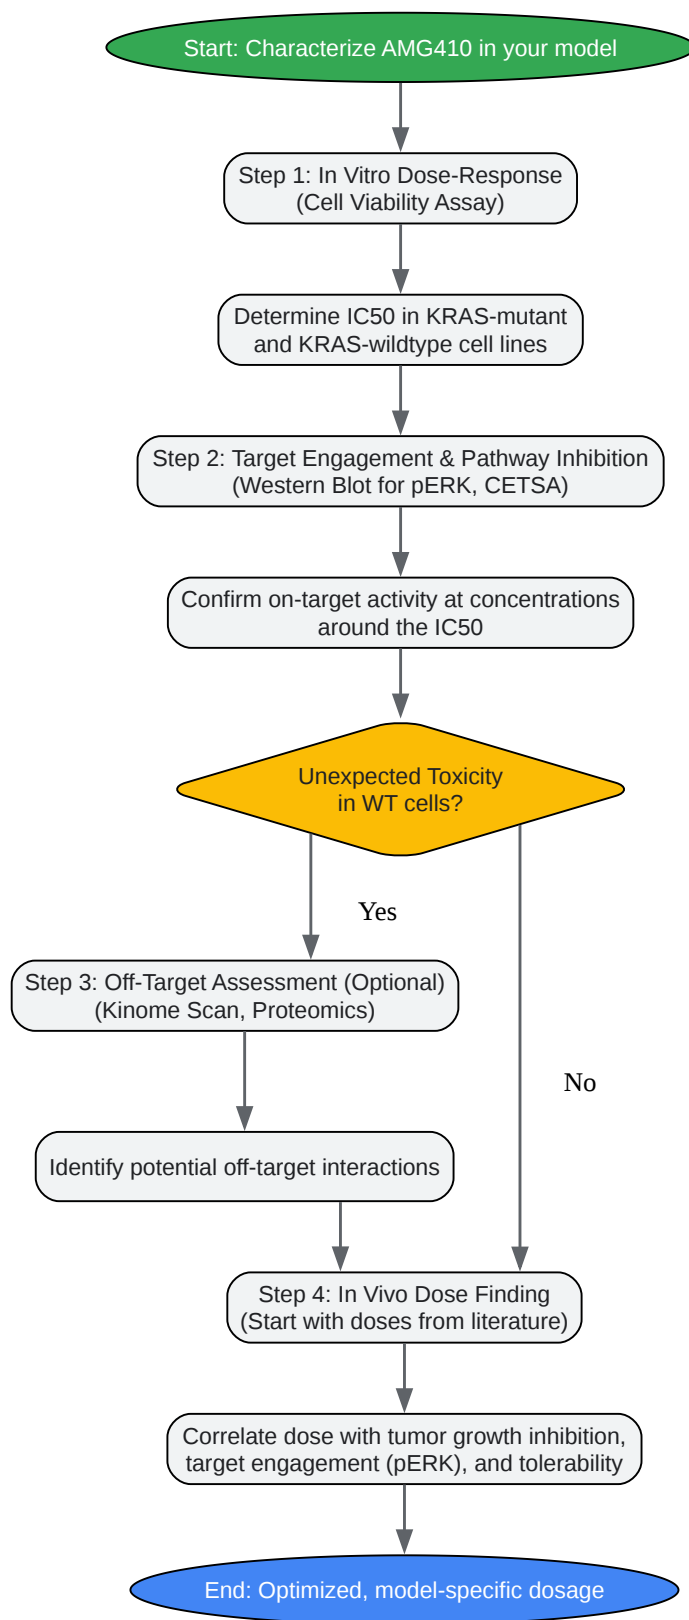 Start: Characterize AMG410 in your model
Step 1: In Vitro Dose-Response
(Cell Viability Assay)
Determine IC50 in KRAS-mutant
and KRAS-wildtype cell lines
Step 2: Target Engagement & Pathway Inhibition
(Western Blot for pERK, CETSA)
Confirm on-target activity at concentrations
around the IC50
Unexpected Toxicity
in WT cells?
Yes
Step 3: Off-Target Assessment (Optional)
(Kinome Scan, Proteomics)
No
Identify potential off-target interactions
Step 4: In Vivo Dose Finding
(Start with doses from literature)
Correlate dose with tumor growth inhibition,
target engagement (pERK), and tolerability
End: Optimized, model-specific dosage